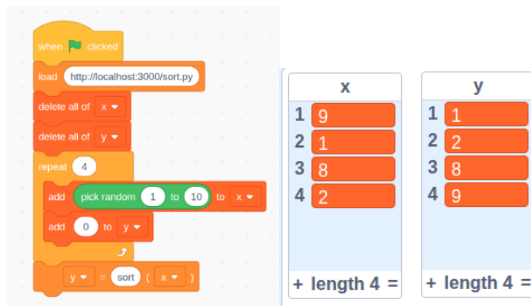 when clicked
load http://localhost:3000/sort.py
delete all of x
delete all of y
repeat 4
add pick random 1 to 10 to x
add 0 to y
y = sort ( x )
x
1 9
2 1
3 8
4 2
+ length 4 =
y
1 1
2 2
3 8
4 9
+ length 4 =